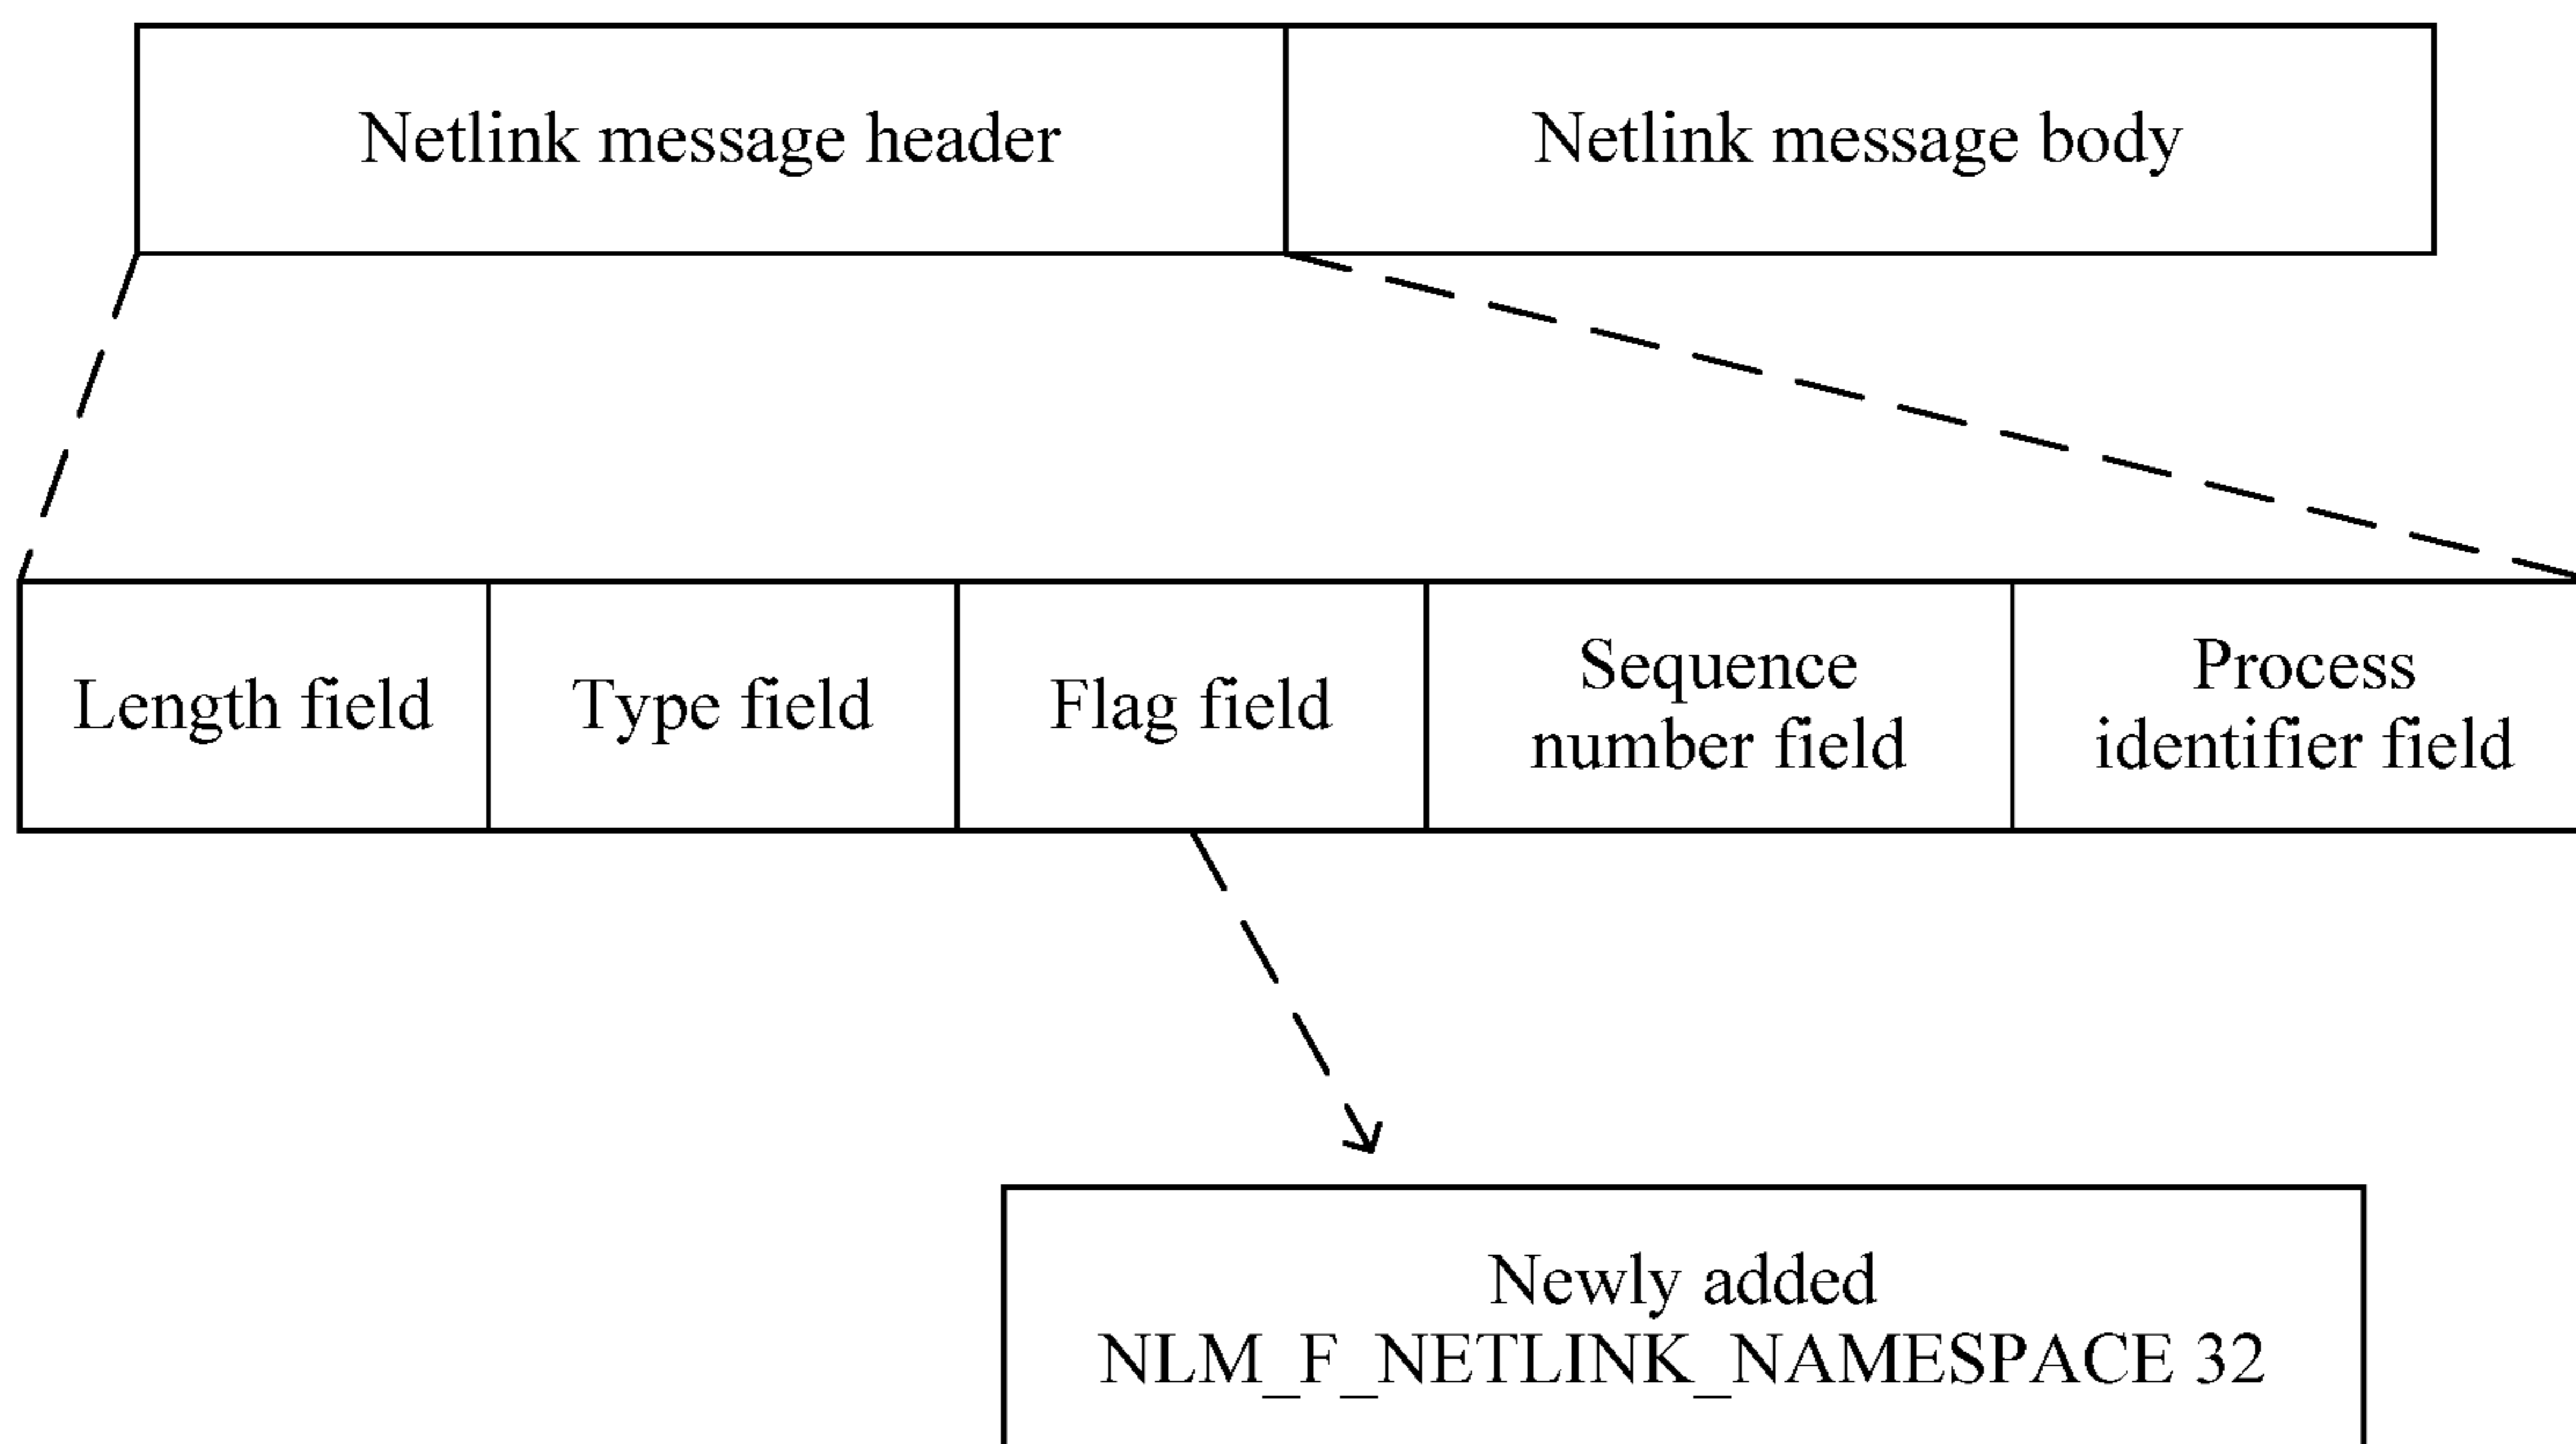 Netlink message header
Netlink message body
Length field
Type field
Flag field
Sequence
number field
Process
identifier field
Newly added
NLM_F_NETLINK_NAMESPACE 32